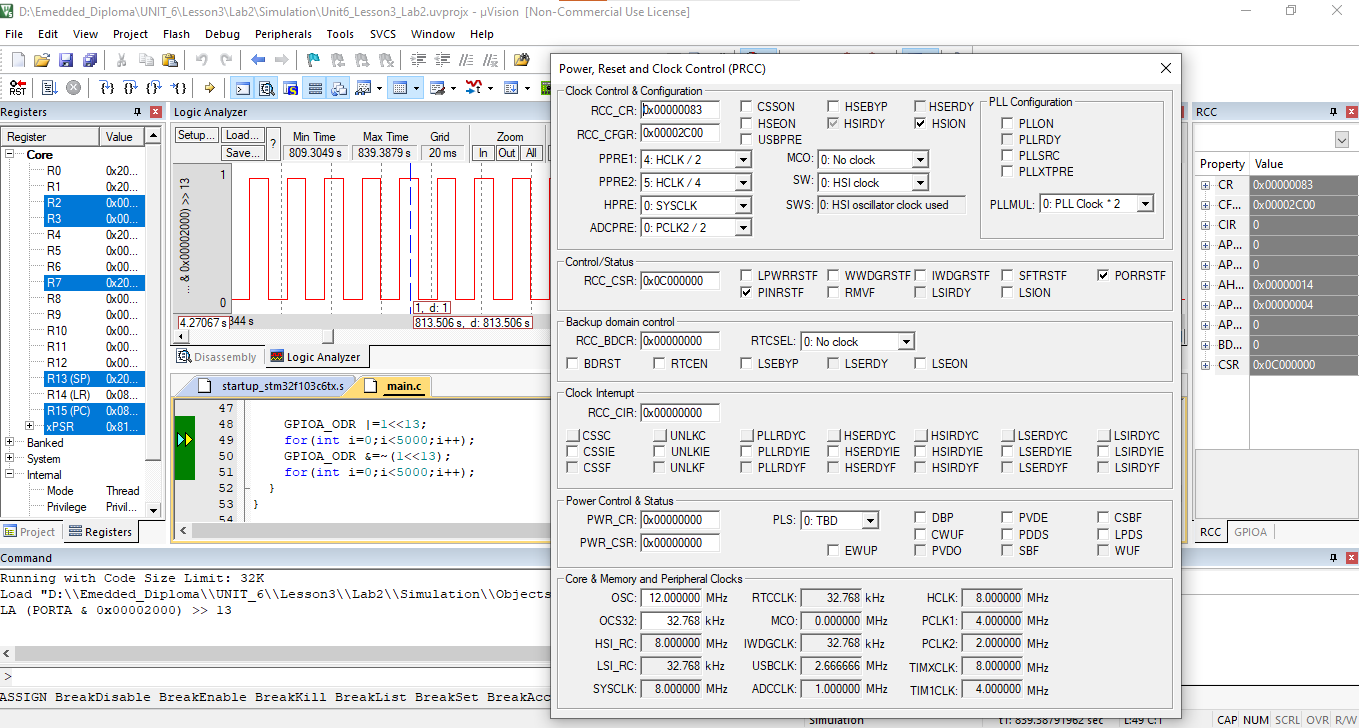 D:\Emedded_Diploma\UNIT_6\Lesson3\Lab2\Simulation\Unit6_Lesson3_Lab2.uvprojx - µVision [Non-Commercial Use License]
File Edit View Project Flash Debug Peripherals Tools SVCS Window Help
RST
Registers
Register Value
Core
R0 0x20...
R1 0x20...
R2 0x00...
R3 0x00...
R4 0x20...
R5 0x00...
R6 0x00...
R7 0x20...
R8 0x00...
R9 0x00...
R10 0x00...
R11 0x00...
R12 0x00...
R13 (SP) 0x20...
R14 (LR) 0x08...
R15 (PC) 0x08...
xPSR 0x81...
Banked
System
Internal
Mode Thread
Privilege Privil...
Project Registers
Logic Analyzer
Setup... Load... ? Min Time Max Time Grid Zoom
Save... 809.3049 s 839.3879 s 20 ms In Out All
1
... & 0x00002000) >> 13
0
1, d: 1
4.27067 s 844 s 813.506 s, d: 813.506 s
Disassembly Logic Analyzer
startup_stm32f103c6tx.s main.c
47
48 GPIOA_ODR |=1<<13;
49 for(int i=0;i<5000;i++);
50 GPIOA_ODR &=~(1<<13);
51 for(int i=0;i<5000;i++);
52 }
53 }
54
Power, Reset and Clock Control (PRCC)
Clock Control & Configuration
RCC_CR: 0x00000083 CSSON HSEBYP HSERDY
RCC_CFGR: 0x00002C00 HSEON HSIRDY HSION
USBPRE
PPRE1: 4: HCLK / 2 MCO: 0: No clock
PPRE2: 5: HCLK / 4 SW: 0: HSI clock
HPRE: 0: SYSCLK SWS: 0: HSI oscillator clock used
ADCPRE: 0: PCLK2 / 2
PLL Configuration
PLLON
PLLRDY
PLLSRC
PLLXTPRE
PLLMUL: 0: PLL Clock * 2
Control/Status
RCC_CSR: 0x0C000000 LPWRRSTF WWDGRSTF IWDGRSTF SFTRSTF PORRSTF
PINRSTF RMVF LSIRDY LSION
Backup domain control
RCC_BDCR: 0x00000000 RTCSEL: 0: No clock
BDRST RTCEN LSEBYP LSERDY LSEON
Clock Interrupt
RCC_CIR: 0x00000000
CSSC UNLKC PLLRDYC HSERDYC HSIRDYC LSERDYC LSIRDYC
CSSIE UNLKIE PLLRDYIE HSERDYIE HSIRDYIE LSERDYIE LSIRDYIE
CSSF UNLKF PLLRDYF HSERDYF HSIRDYF LSERDYF LSIRDYF
Power Control & Status
PWR_CR: 0x00000000 PLS: 0: TBD DBP PVDE CSBF
CWUF PDDS LPDS
PWR_CSR: 0x00000000 EWUP PVDO SBF WUF
Core & Memory and Peripheral Clocks
OSC: 12.000000 MHz RTCCLK: 32.768 kHz HCLK: 8.000000 MHz
OCS32: 32.768 kHz MCO: 0.000000 MHz PCLK1: 4.000000 MHz
HSI_RC: 8.000000 MHz IWDGCLK: 32.768 kHz PCLK2: 2.000000 MHz
LSI_RC: 32.768 kHz USBCLK: 2.666666 MHz TIMXCLK: 8.000000 MHz
SYSCLK: 8.000000 MHz ADCCLK: 1.000000 MHz TIM1CLK: 4.000000 MHz
RCC
Property Value
CR 0x00000083
CF... 0x00002C00
CIR 0
AP... 0
AP... 0
AH... 0x00000014
AP... 0x00000004
AP... 0
BD... 0
CSR 0x0C000000
RCC GPIOA
Command
Running with Code Size Limit: 32K
Load "D:\\Emedded_Diploma\\UNIT_6\\Lesson3\\Lab2\\Simulation\\Objects
LA (PORTA & 0x00002000) >> 13
>
ASSIGN BreakDisable BreakEnable BreakKill BreakList BreakSet BreakAcc
Simulation t1: 839.38791962 sec L:49 C:1 CAP NUM SCRL OVR R/W